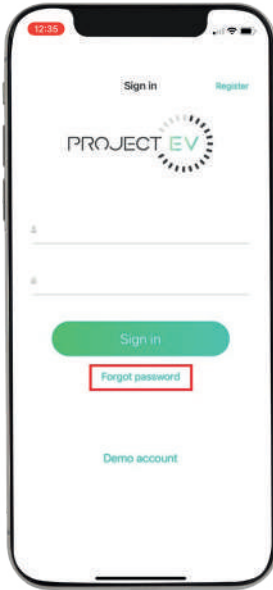 12:35
Sign in
Register
PROJECT EV
Sign in
Forgot password
Demo account